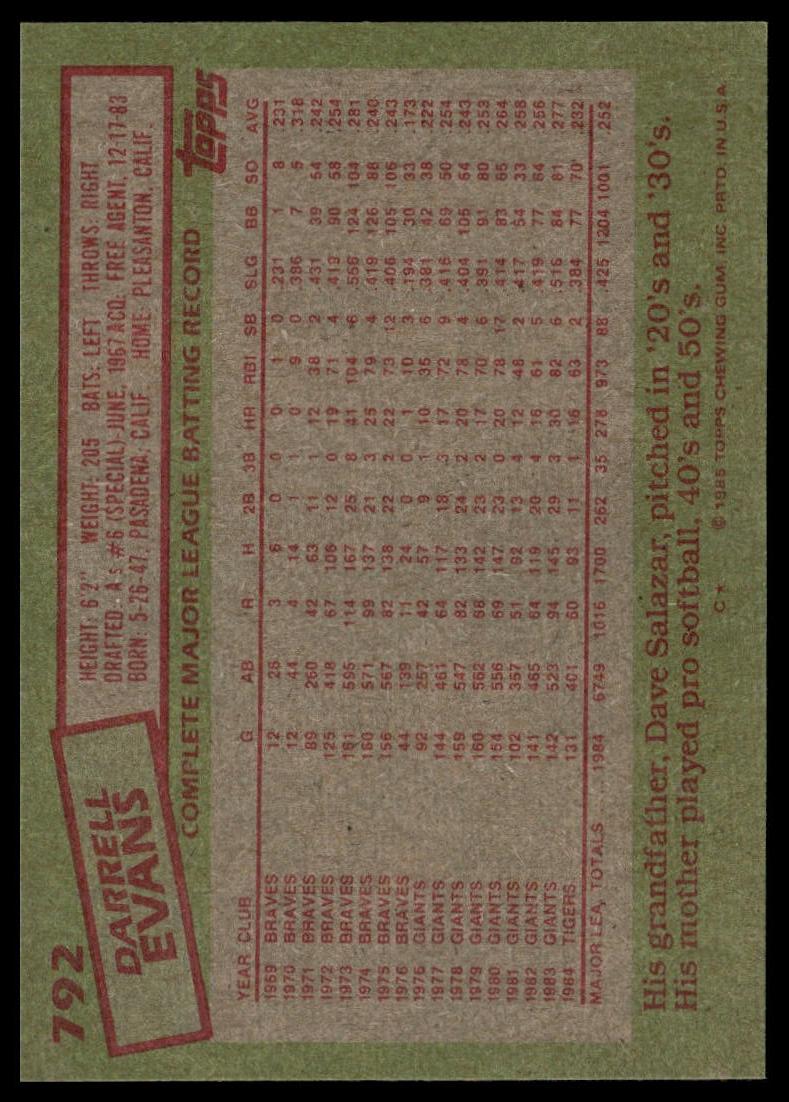 792
DARRELL
EVANS
HEIGHT: 6'2" WEIGHT: 205 BATS: LEFT THROWS: RIGHT
DRAFTED: A's #6 (SPECIAL)-JUNE, 1967 ACQ: FREE AGENT, 12-17-83
BORN: 5-26-47, PASADENA, CALIF. HOME: PLEASANTON, CALIF.
COMPLETE MAJOR LEAGUE BATTING RECORD
topps
YEAR CLUB G AB R H 2B 3B HR RBI SB SLG BB SO AVG
1969 BRAVES 12 26 3 6 0 0 0 1 0 .231 1 8 .231
1970 BRAVES 12 44 4 14 1 1 0 9 0 .386 7 5 .318
1971 BRAVES 89 260 42 63 11 1 12 38 2 .431 39 54 .242
1972 BRAVES 125 418 67 106 12 0 19 71 4 .419 90 58 .254
1973 BRAVES 161 595 114 167 25 8 41 104 6 .556 124 104 .281
1974 BRAVES 160 571 99 137 21 3 25 79 4 .419 126 88 .240
1975 BRAVES 156 567 82 138 22 2 22 73 12 .406 105 106 .243
1976 BRAVES 44 139 11 24 0 0 1 10 3 .194 30 33 .173
1976 GIANTS 92 257 42 57 9 1 10 35 6 .381 42 38 .222
1977 GIANTS 144 461 64 117 18 3 17 72 9 .416 69 50 .254
1978 GIANTS 159 547 82 133 24 2 20 78 4 .404 105 64 .243
1979 GIANTS 160 562 68 142 23 2 17 70 6 .391 91 80 .253
1980 GIANTS 154 556 69 147 23 0 20 78 17 .414 83 65 .264
1981 GIANTS 102 357 51 92 13 4 12 48 2 .417 54 33 .258
1982 GIANTS 141 465 64 119 20 4 16 61 5 .419 77 64 .256
1983 GIANTS 142 523 94 145 29 3 30 82 6 .516 84 81 .277
1984 TIGERS 131 401 60 93 11 1 16 63 2 .384 77 70 .232
MAJOR LEA. TOTALS 1984 6749 1016 1700 262 35 278 973 88 .425 1204 1001 .252
His grandfather, Dave Salazar, pitched in '20's and '30's.
His mother played pro softball, 40's and 50's.
C* © 1985 TOPPS CHEWING GUM, INC. PRTD. IN U.S.A.